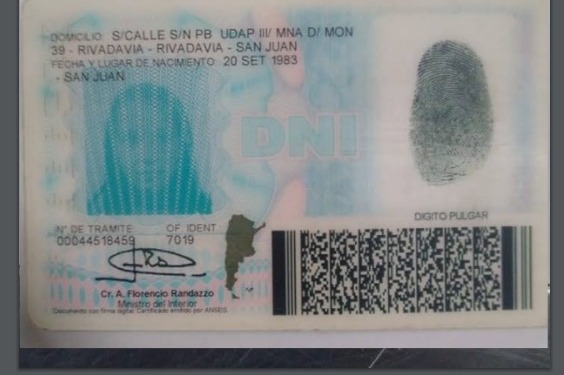 DOMICILIO S/CALLE S/N PB UDAP III/ MNA D/ MON
39 - RIVADAVIA - RIVADAVIA - SAN JUAN
FECHA Y LUGAR DE NACIMIENTO 20 SET 1983
- SAN JUAN
DNI
DIGITO PULGAR
N° DE TRAMITE OF. IDENT
00044518459 7019
Cr. A. Florencio Randazzo
Ministro del Interior
Documento con firma digital. Certificado emitido por ANSES.